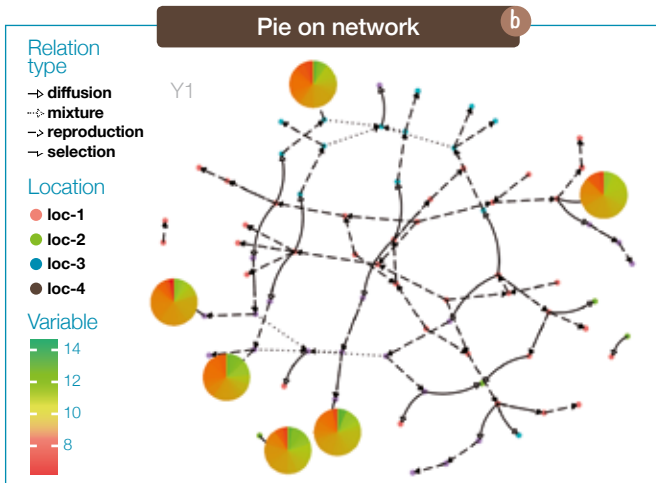 Pie on network
b
Relation
type
diffusion
mixture
reproduction
selection
Y1
Location
loc-1
loc-2
loc-3
loc-4
Variable
14
12
10
8